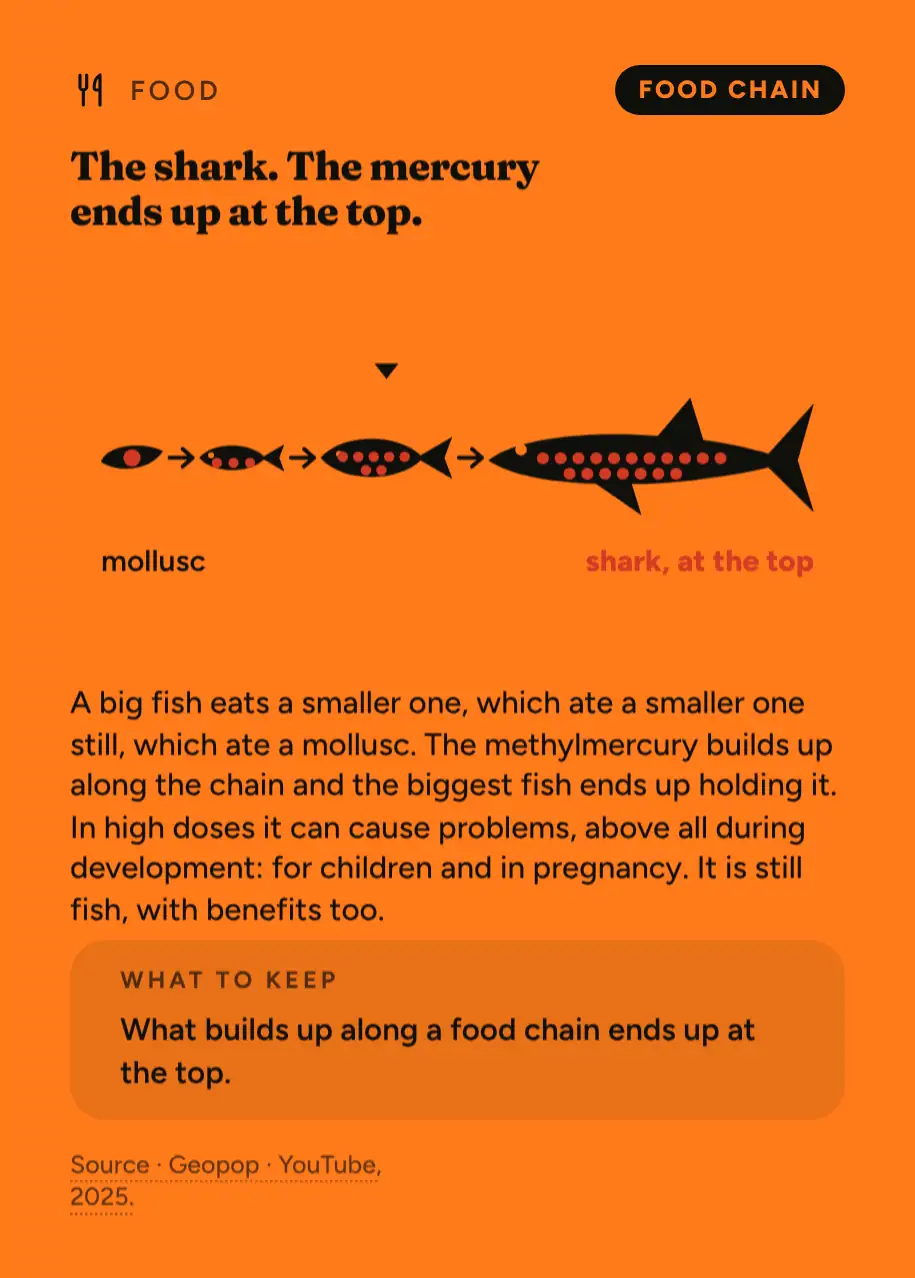 FOOD
FOOD CHAIN
The shark. The mercury
ends up at the top.
mollusc
shark, at the top
A big fish eats a smaller one, which ate a smaller one
still, which ate a mollusc. The methylmercury builds up
along the chain and the biggest fish ends up holding it.
In high doses it can cause problems, above all during
development: for children and in pregnancy. It is still
fish, with benefits too.
WHAT TO KEEP
What builds up along a food chain ends up at
the top.
Source · Geopop · YouTube,
2025.